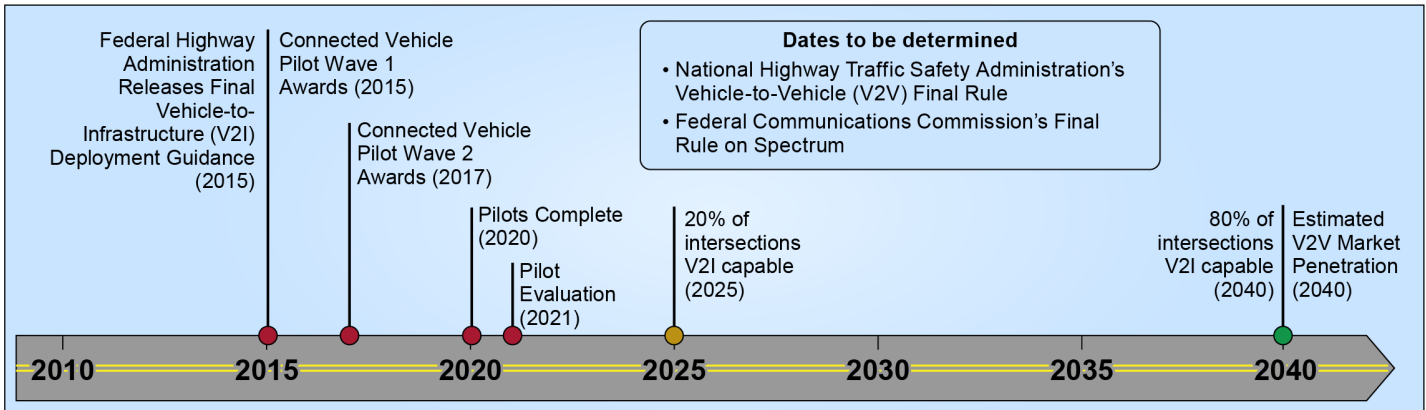 Federal Highway
Administration
Releases Final
Vehicle-to-
Infrastructure (V2I)
Deployment Guidance
(2015)
Connected Vehicle
Pilot Wave 1
Awards (2015)
Connected Vehicle
Pilot Wave 2
Awards (2017)
Pilots Complete
(2020)
Pilot
Evaluation
(2021)
Dates to be determined
• National Highway Traffic Safety Administration’s
Vehicle-to-Vehicle (V2V) Final Rule
• Federal Communications Commission’s Final
Rule on Spectrum
20% of
intersections
V2I capable
(2025)
80% of
intersections
V2I capable
(2040)
Estimated
V2V Market
Penetration
(2040)
2010 2015 2020 2025 2030 2035 2040